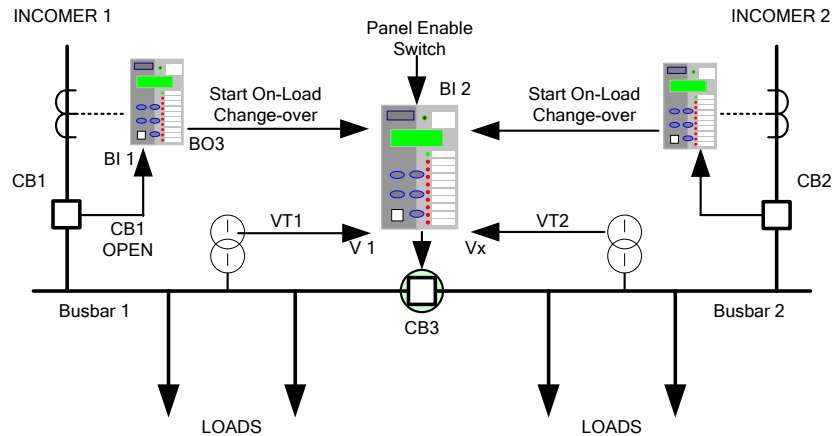 INCOMER 1
INCOMER 2
Panel Enable
Switch
BI 2
Start On-Load
Change-over
Start On-Load
Change-over
BI 1
BO3
CB1
CB2
CB1
OPEN
VT1
V 1
Vx
VT2
Busbar 1
CB3
Busbar 2
LOADS
LOADS